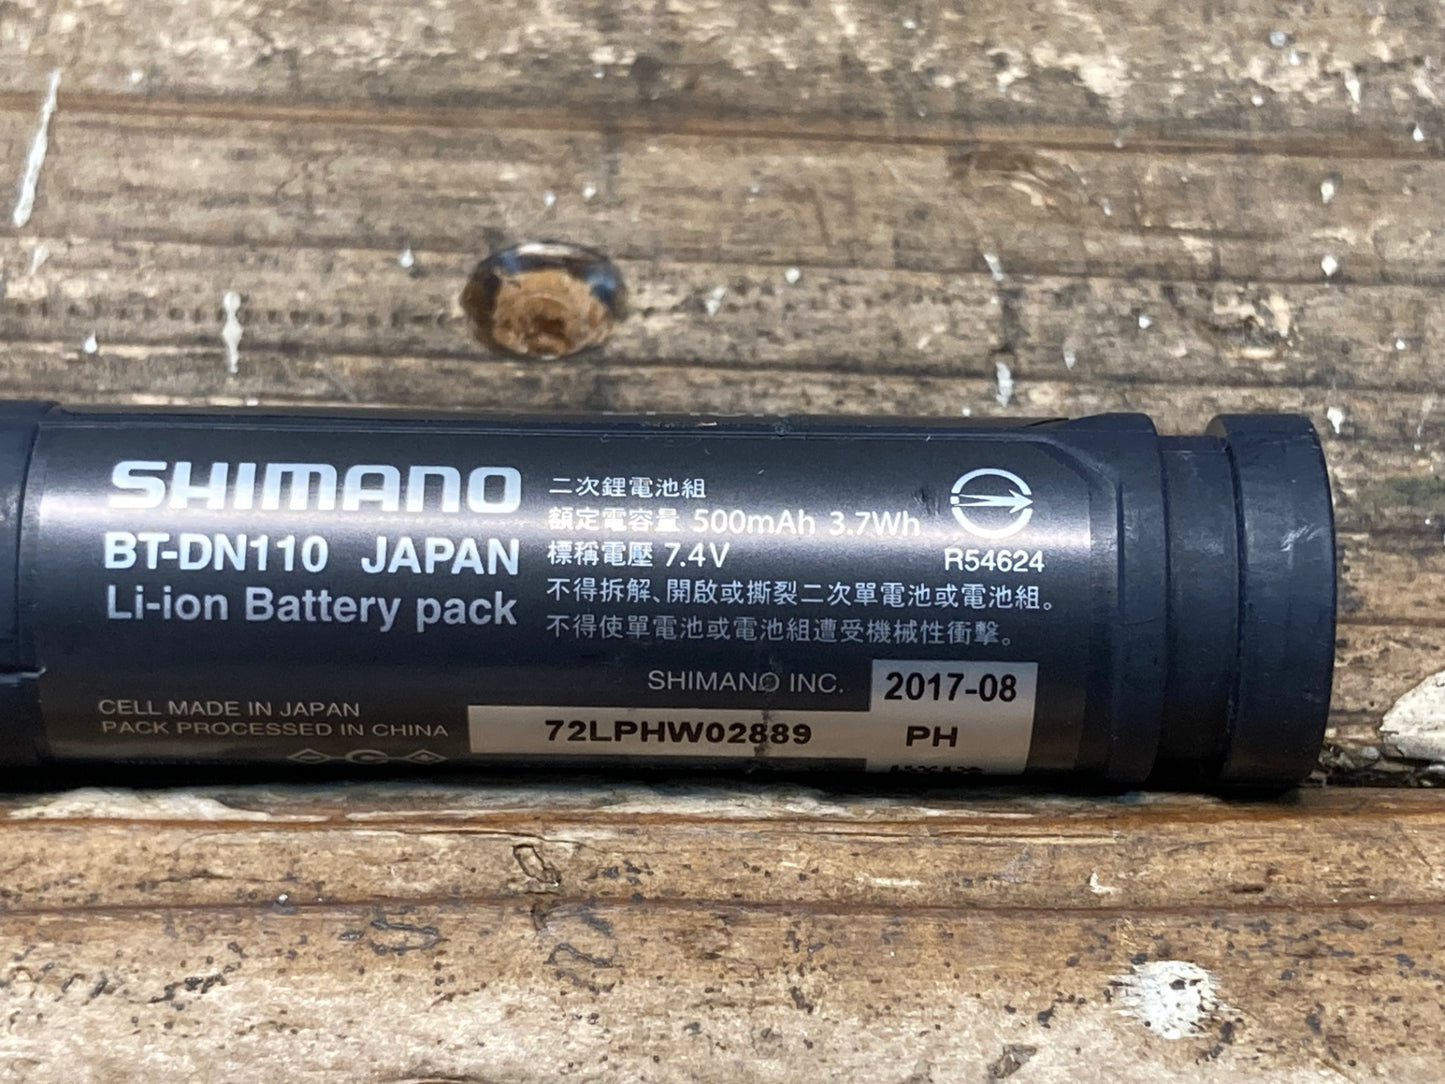 SHIMANO
BT-DN110 JAPAN
Li-ion Battery pack
二次鋰電池組
額定電容量 500mAh 3.7Wh
標稱電壓 7.4V
不得拆解、開啟或撕裂二次單電池或電池組。
不得使單電池或電池組遭受機械性衝擊。
R54624
SHIMANO INC.
2017-08
CELL MADE IN JAPAN
PACK PROCESSED IN CHINA
72LPHW02889
PH